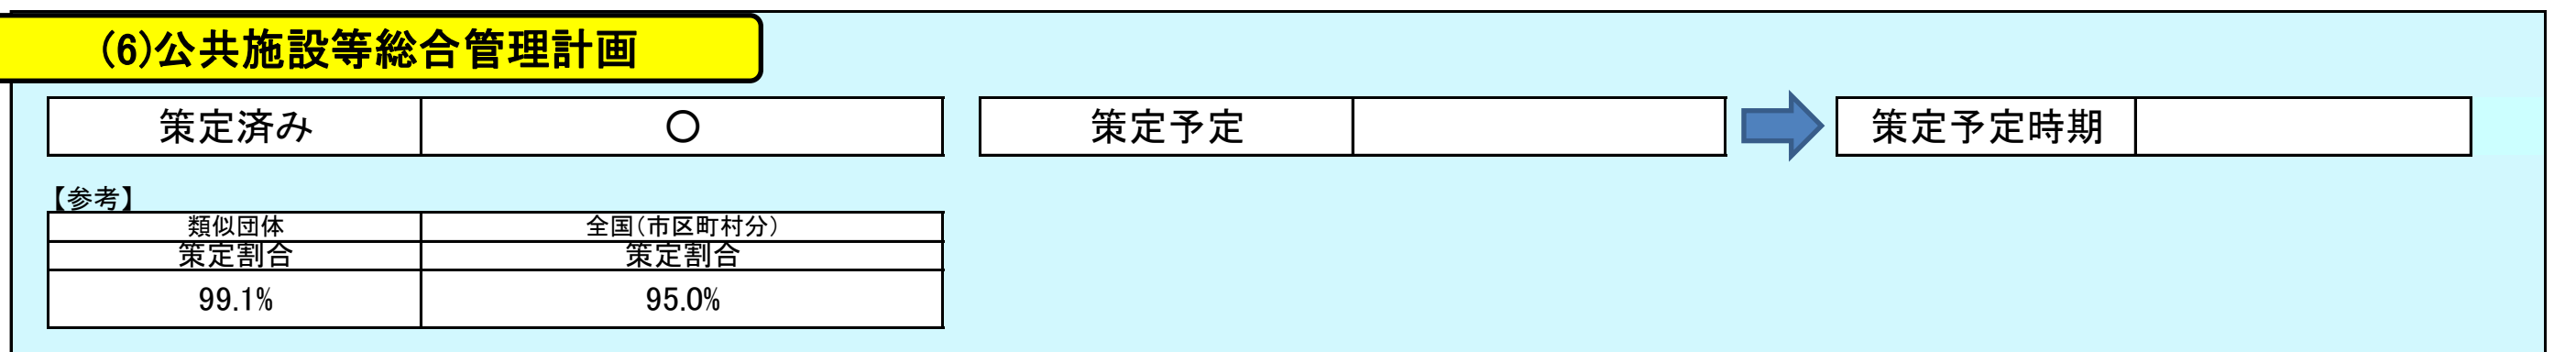 (6)公共施設等総合管理計画
策定済み ○ 策定予定 策定予定時期
【参考】
類似団体 全国(市区町村分)
策定割合 策定割合
99.1% 95.0%